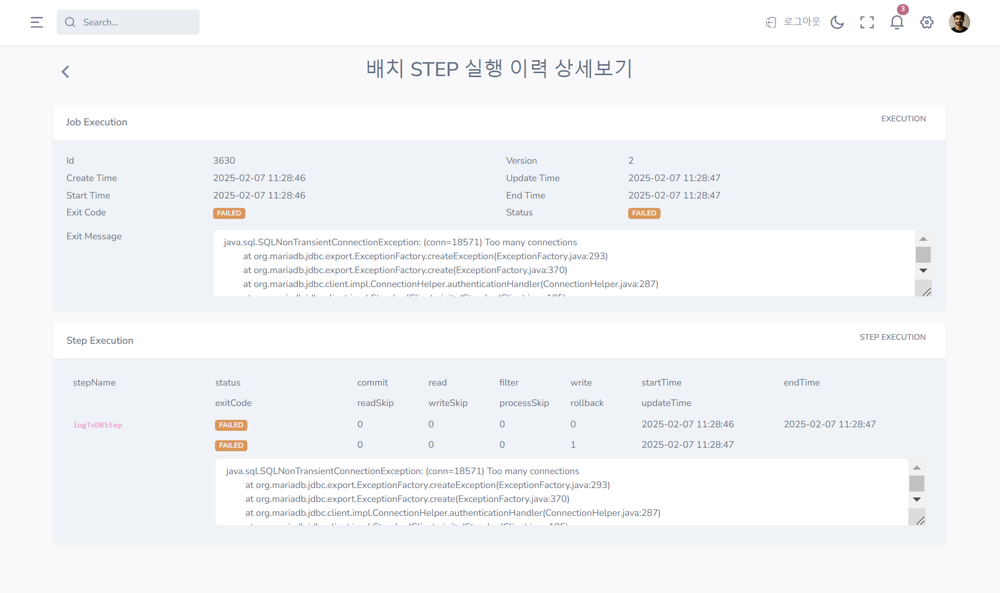 Search...
로그아웃
3
배치 STEP 실행 이력 상세보기
Job Execution
EXECUTION
Id 3630 Version 2
Create Time 2025-02-07 11:28:46 Update Time 2025-02-07 11:28:47
Start Time 2025-02-07 11:28:46 End Time 2025-02-07 11:28:47
Exit Code FAILED Status FAILED
Exit Message
java.sql.SQLNonTransientConnectionException: (conn=18571) Too many connections
at org.mariadb.jdbc.export.ExceptionFactory.createException(ExceptionFactory.java:293)
at org.mariadb.jdbc.export.ExceptionFactory.create(ExceptionFactory.java:370)
at org.mariadb.jdbc.client.impl.ConnectionHelper.authenticationHandler(ConnectionHelper.java:287)
Step Execution
STEP EXECUTION
stepName status commit read filter write startTime endTime
exitCode readSkip writeSkip processSkip rollback updateTime
logToDBStep FAILED 0 0 0 0 2025-02-07 11:28:46 2025-02-07 11:28:47
FAILED 0 0 0 1 2025-02-07 11:28:47
java.sql.SQLNonTransientConnectionException: (conn=18571) Too many connections
at org.mariadb.jdbc.export.ExceptionFactory.createException(ExceptionFactory.java:293)
at org.mariadb.jdbc.export.ExceptionFactory.create(ExceptionFactory.java:370)
at org.mariadb.jdbc.client.impl.ConnectionHelper.authenticationHandler(ConnectionHelper.java:287)